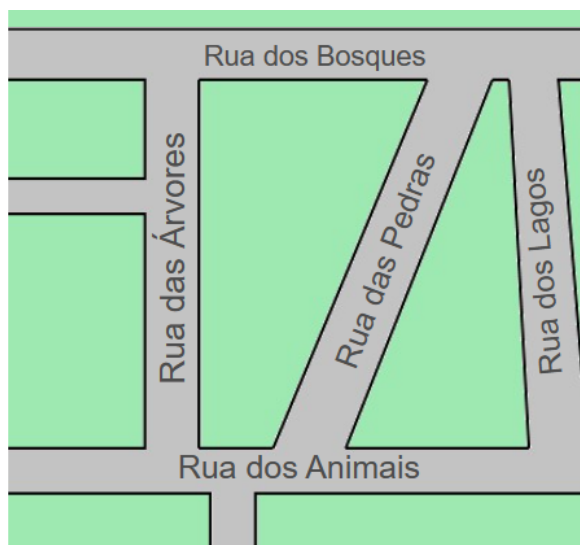 Rua dos Bosques
Rua das Árvores
Rua das Pedras
Rua dos Lagos
Rua dos Animais